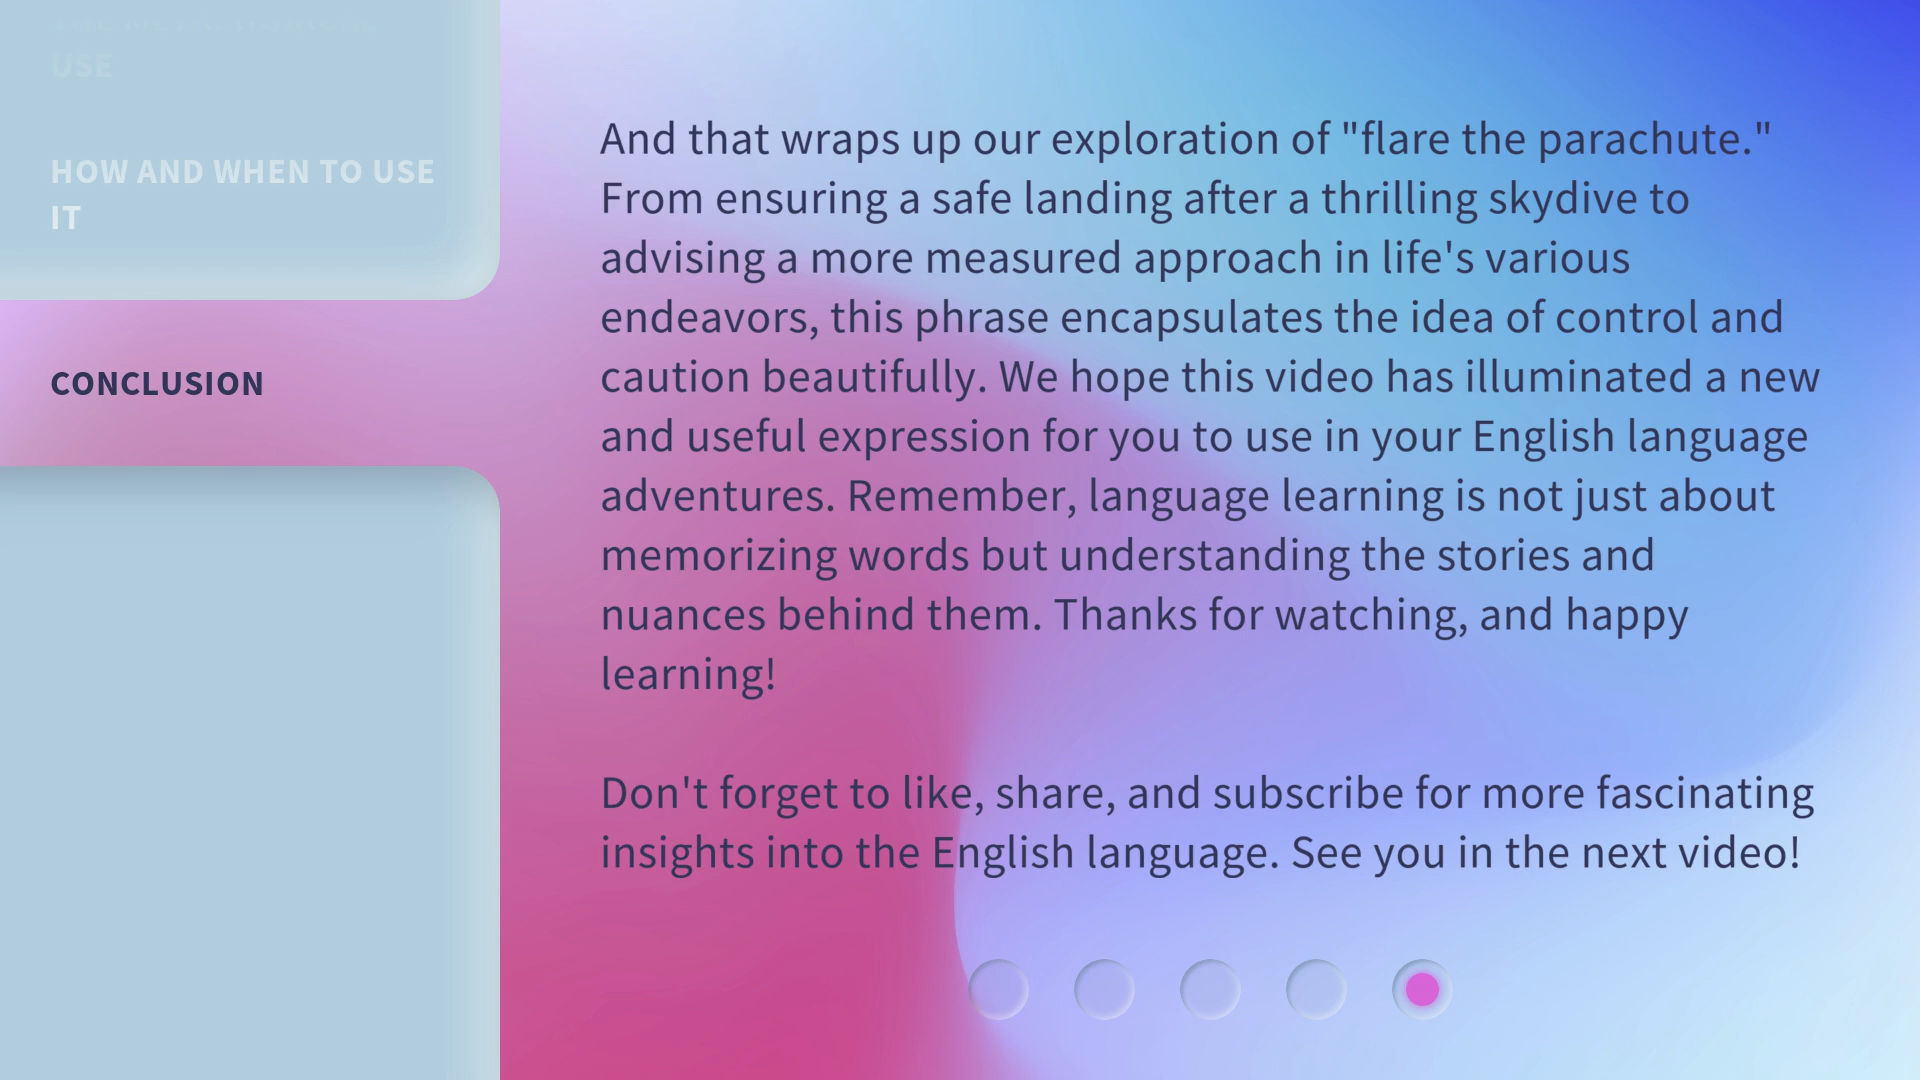 USE
HOW AND WHEN TO USE
IT
CONCLUSION
And that wraps up our exploration of "flare the parachute."
From ensuring a safe landing after a thrilling skydive to
advising a more measured approach in life's various
endeavors, this phrase encapsulates the idea of control and
caution beautifully. We hope this video has illuminated a new
and useful expression for you to use in your English language
adventures. Remember, language learning is not just about
memorizing words but understanding the stories and
nuances behind them. Thanks for watching, and happy
learning!
Don't forget to like, share, and subscribe for more fascinating
insights into the English language. See you in the next video!